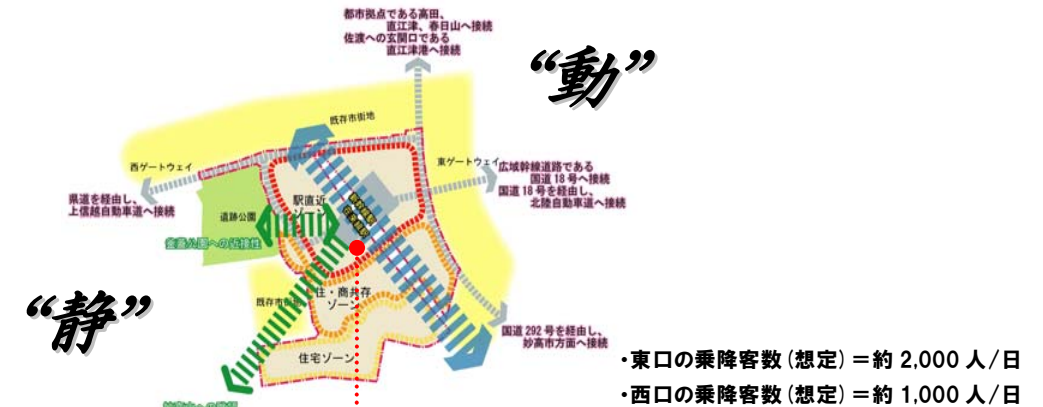 都市拠点である高田、
直江津、春日山へ接続
佐渡への玄関口である
直江津港へ接続
“動”
既存市街地
西ゲートウェイ
東ゲートウェイ
広域幹線道路である
国道18号へ接続
国道18号を経由し、
北陸自動車道へ接続
県道を経由し、
上信越自動車道へ接続
駅直近
ゾーン
遺跡公園
釜蓋公園への近接性
“静”
既存市街地
住・商共存
ゾーン
住宅ゾーン
国道292号を経由し、
妙高市方面へ接続
・東口の乗降客数(想定)=約 2,000 人/日
・西口の乗降客数(想定)=約 1,000 人/日